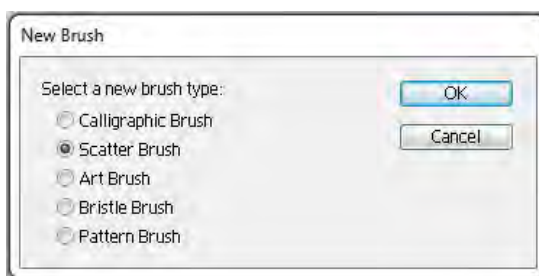 New Brush
Select a new brush type:
Calligraphic Brush
Scatter Brush
Art Brush
Bristle Brush
Pattern Brush
OK
Cancel